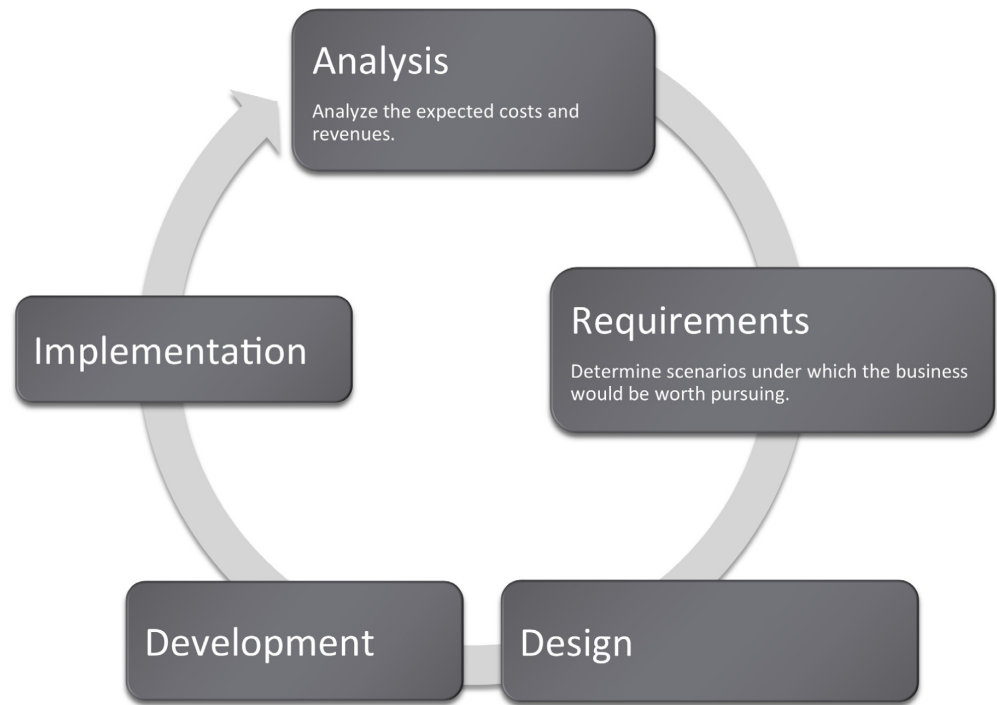 Analysis
Analyze the expected costs and
revenues.
Requirements
Determine scenarios under which the business
would be worth pursuing.
Implementation
Development
Design